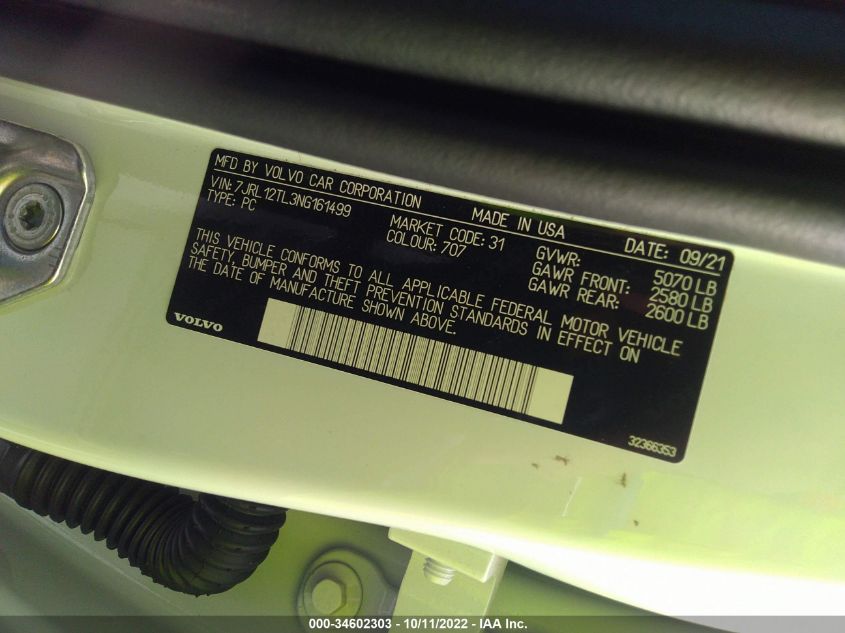 MFD BY VOLVO CAR CORPORATION MADE IN USA DATE: 09/21
VIN: 7JRL12TL3NG161499
TYPE: PC MARKET CODE: 31 GVWR: 5070 LB
COLOUR: 707 GAWR FRONT: 2580 LB
GAWR REAR: 2600 LB
THIS VEHICLE CONFORMS TO ALL APPLICABLE FEDERAL MOTOR VEHICLE
SAFETY, BUMPER AND THEFT PREVENTION STANDARDS IN EFFECT ON
THE DATE OF MANUFACTURE SHOWN ABOVE.
VOLVO
32366353
000-34602303 - 10/11/2022 - IAA Inc.